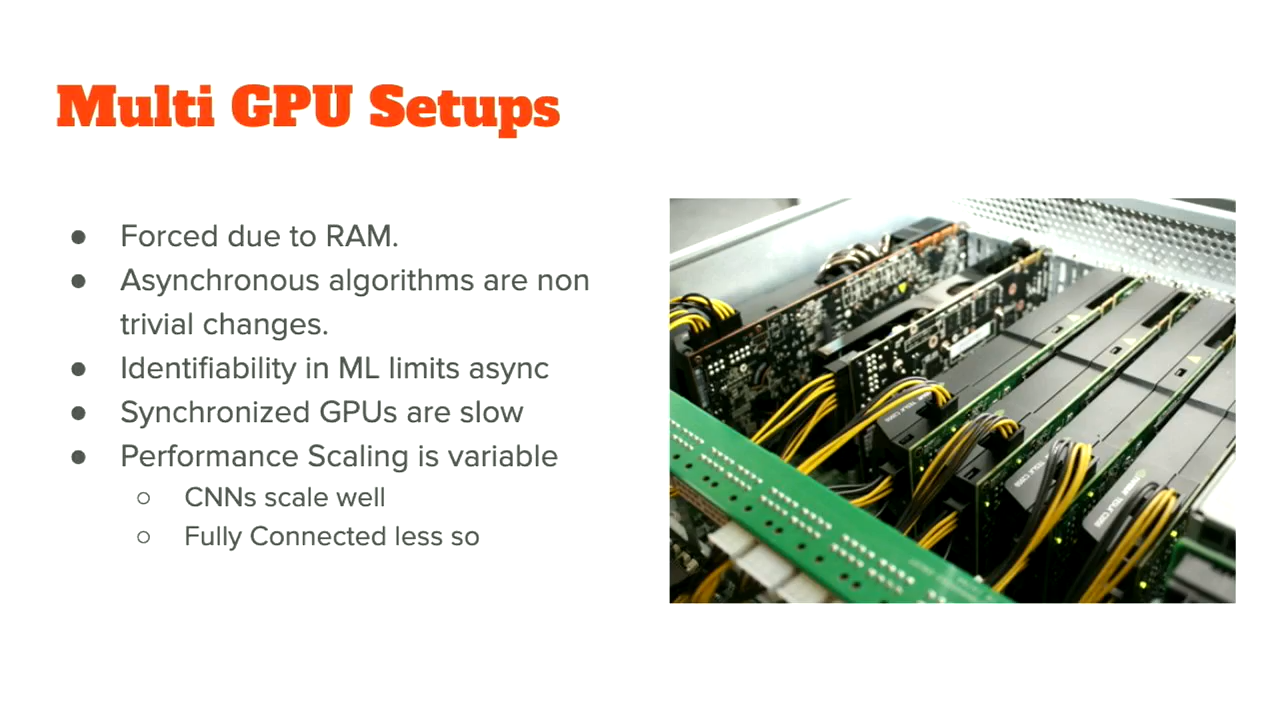 Multi GPU Setups
● Forced due to RAM.
● Asynchronous algorithms are non
trivial changes.
● Identifiability in ML limits async
● Synchronized GPUs are slow
● Performance Scaling is variable
○ CNNs scale well
○ Fully Connected less so